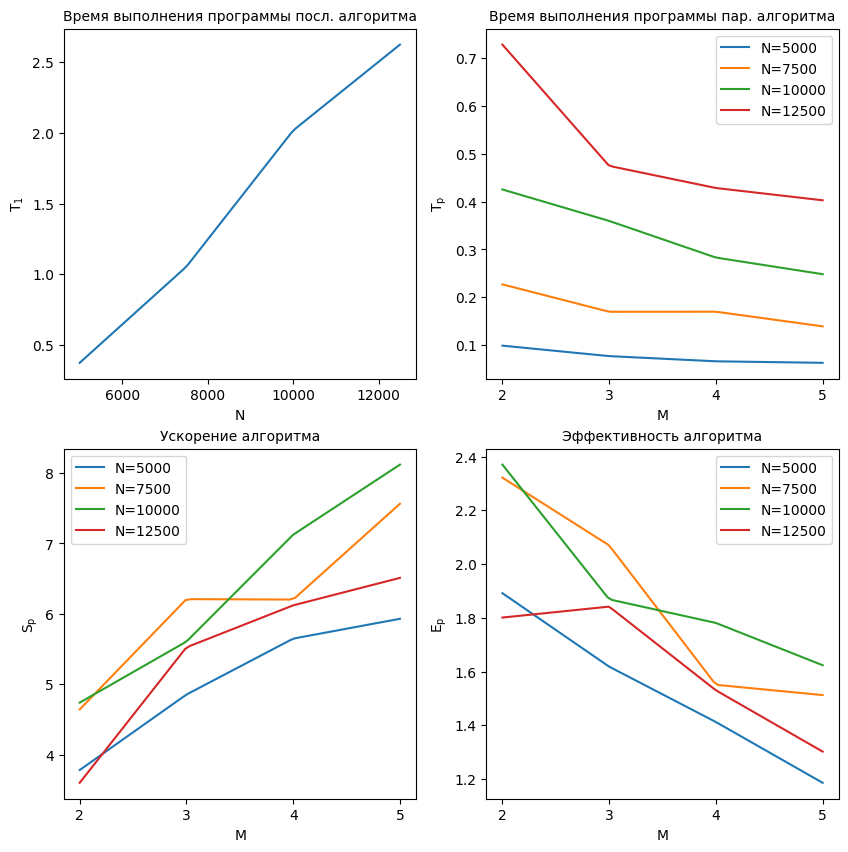 Время выполнения программы посл. алгоритма
2.5
2.0
1.5
1.0
0.5
T1
6000 8000 10000 12000
N
Время выполнения программы пар. алгоритма
N=5000
N=7500
N=10000
N=12500
0.7
0.6
0.5
0.4
0.3
0.2
0.1
Tp
2 3 4 5
M
Ускорение алгоритма
N=5000
N=7500
N=10000
N=12500
8
7
6
5
4
Sp
2 3 4 5
M
Эффективность алгоритма
N=5000
N=7500
N=10000
N=12500
2.4
2.2
2.0
1.8
1.6
1.4
1.2
Ep
2 3 4 5
M